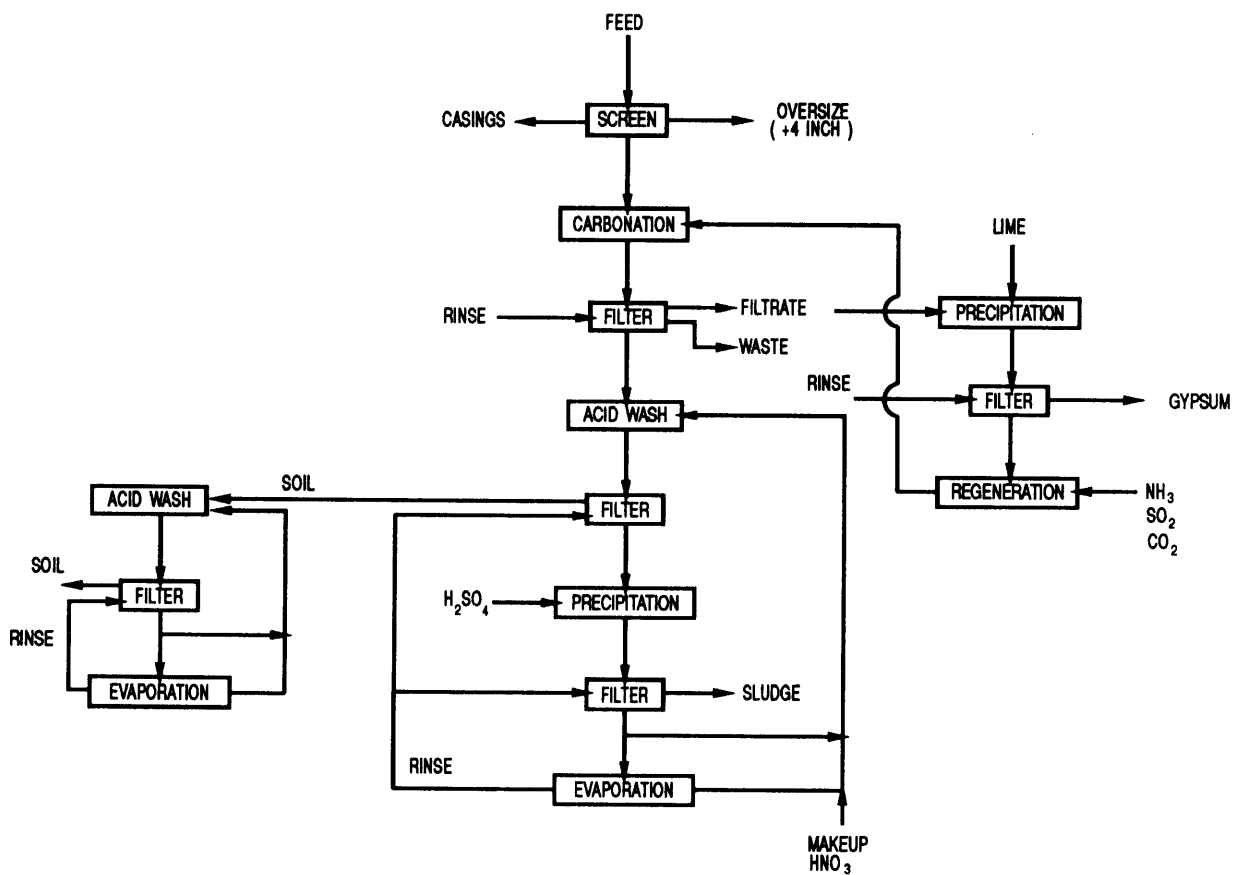 FEED
CASINGS
SCREEN
OVERSIZE
( +4 INCH )
CARBONATION
LIME
RINSE
FILTER
FILTRATE
WASTE
PRECIPITATION
RINSE
FILTER
GYPSUM
ACID WASH
REGENERATION
NH₃
SO₂
CO₂
SOIL
ACID WASH
FILTER
SOIL
FILTER
RINSE
EVAPORATION
H₂SO₄
PRECIPITATION
FILTER
SLUDGE
RINSE
EVAPORATION
MAKEUP
HNO₃